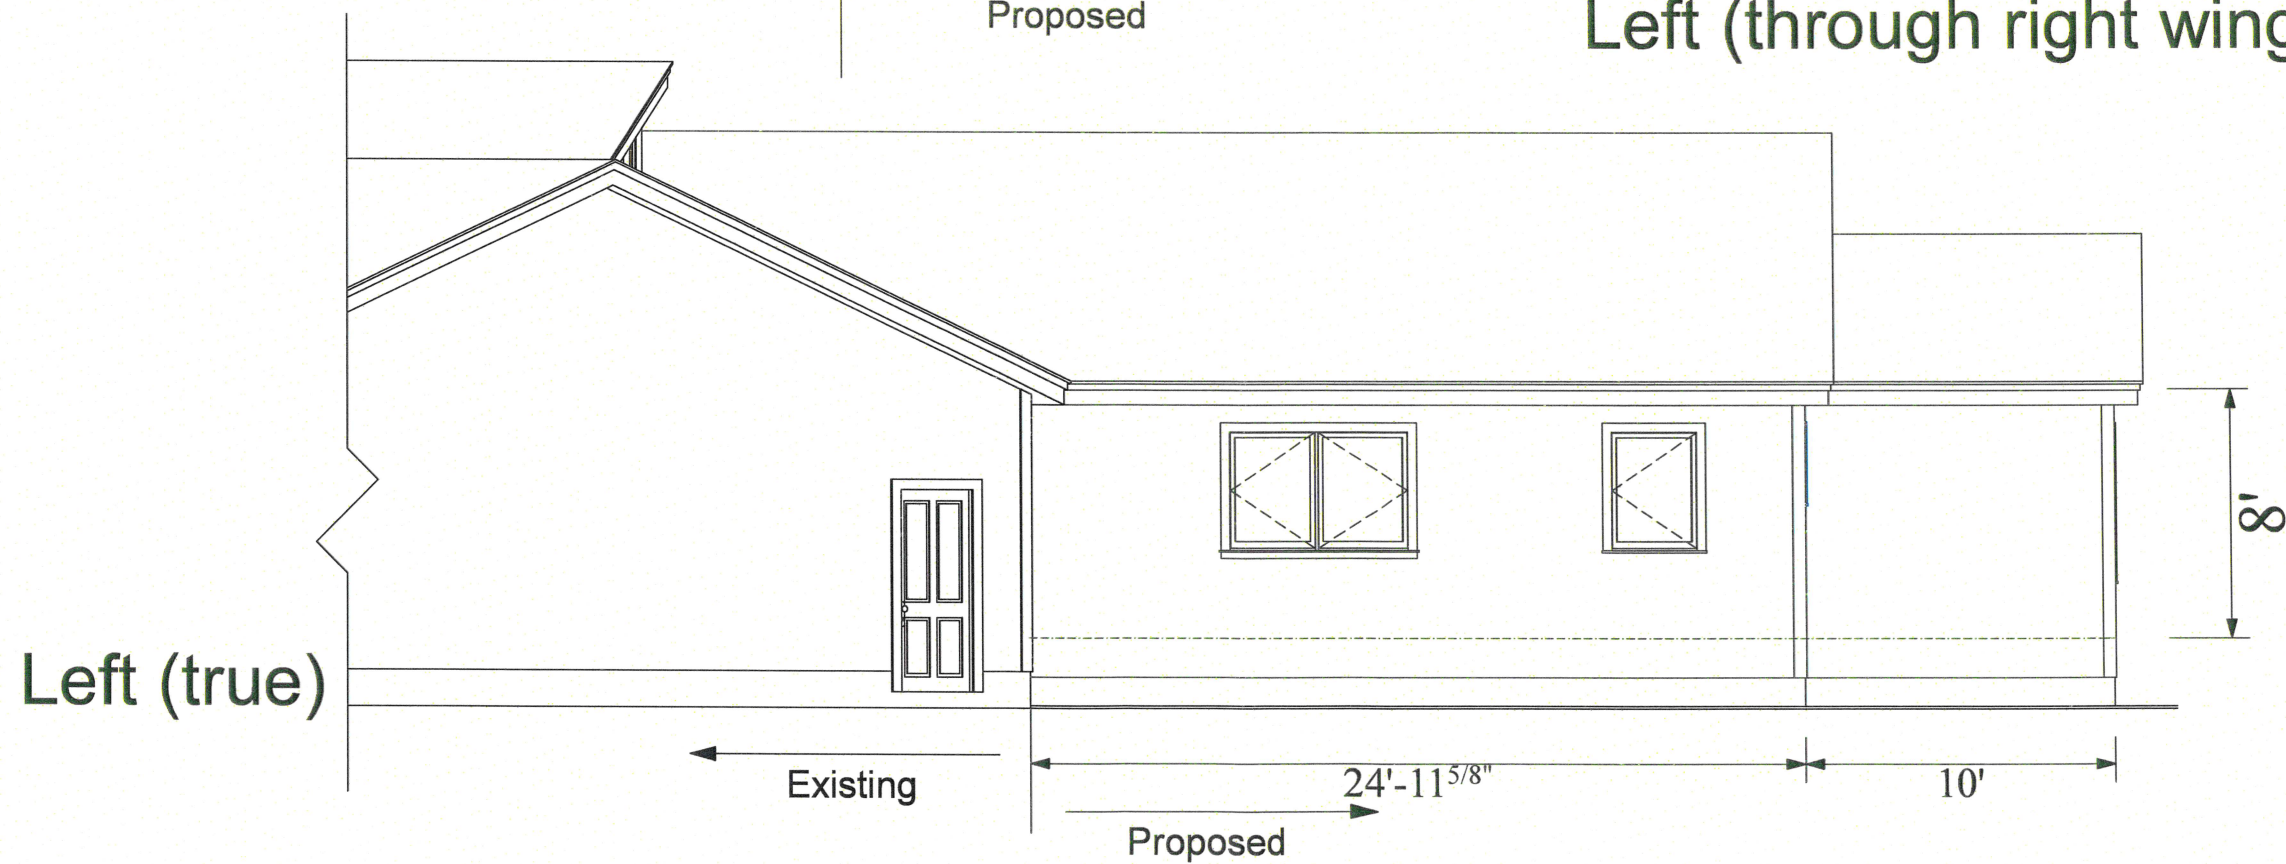 Proposed
Left (through right wing
8'
Left (true)
Existing
24'-11 5/8"
10'
Proposed